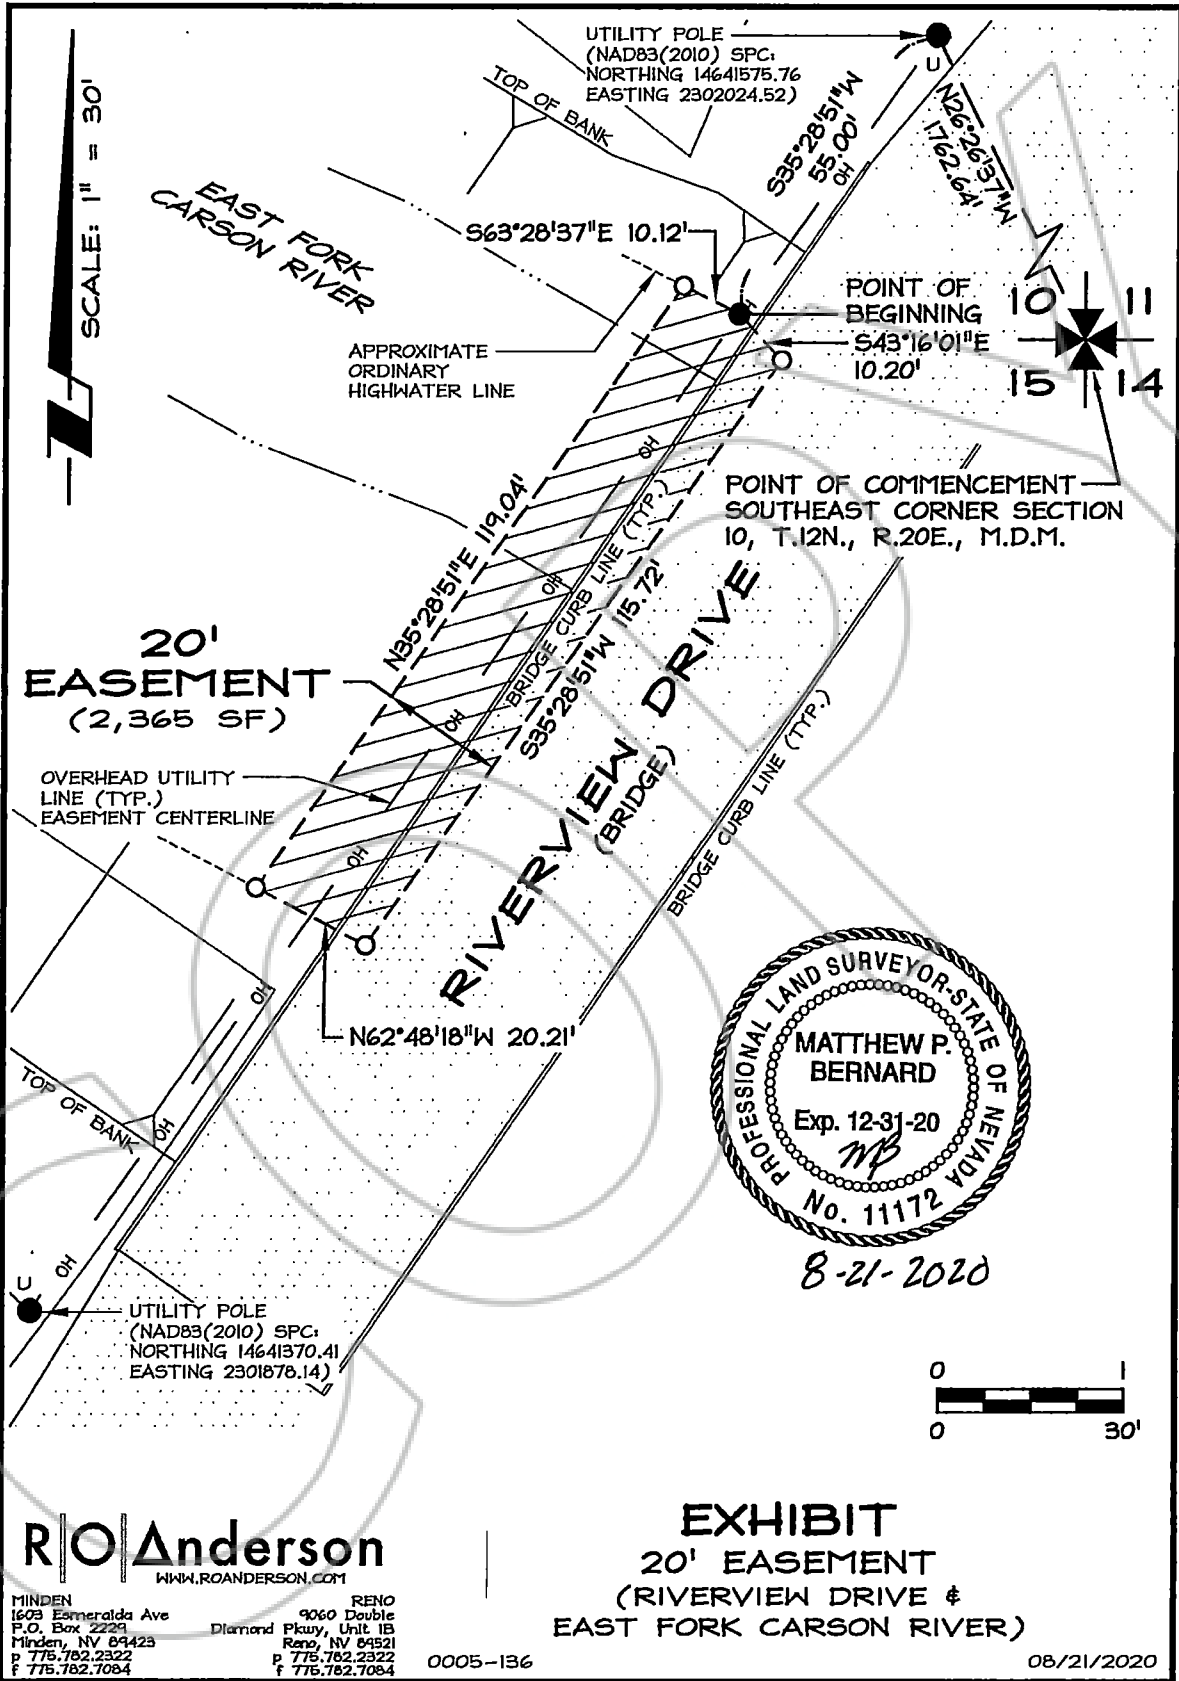 UTILITY POLE
(NAD83(2010) SPC:
NORTHING 14641575.76
EASTING 2302024.52)
U
SCALE: 1" = 30'
TOP OF BANK
S35°28'51"W
55.00'
OH
N26°26'37"W
1762.64'
EAST FORK
CARSON RIVER
S63°28'37"E 10.12'
POINT OF
BEGINNING
S43°16'01"E
10.20'
10 11
15 14
APPROXIMATE
ORDINARY
HIGHWATER LINE
OH
POINT OF COMMENCEMENT
SOUTHEAST CORNER SECTION
10, T.12N., R.20E., M.D.M.
N35°28'51"E 119.04'
OH
BRIDGE CURB LINE (TYP.)
S35°28'51"W 115.72'
20'
EASEMENT
(2,365 SF)
OH
RIVERVIEW DRIVE
(BRIDGE)
BRIDGE CURB LINE (TYP.)
OVERHEAD UTILITY
LINE (TYP.)
EASEMENT CENTERLINE
OH
N62°48'18"W 20.21'
OH
TOP OF BANK
OH
OH
U
UTILITY POLE
(NAD83(2010) SPC:
NORTHING 14641370.41
EASTING 2301878.14)
PROFESSIONAL LAND SURVEYOR-STATE OF NEVADA
MATTHEW P.
BERNARD
Exp. 12-31-20
MB
No. 11172
8-21-2020
0 1
0 30'
R|O|Anderson
WWW.ROANDERSON.COM
MINDEN
1603 Esmeralda Ave
P.O. Box 2229
Minden, NV 89423
p 775.782.2322
f 775.782.7084
RENO
9060 Double
Diamond Pkwy, Unit 1B
Reno, NV 89521
p 775.782.2322
f 775.782.7084
0005-136
EXHIBIT
20' EASEMENT
(RIVERVIEW DRIVE &
EAST FORK CARSON RIVER)
08/21/2020